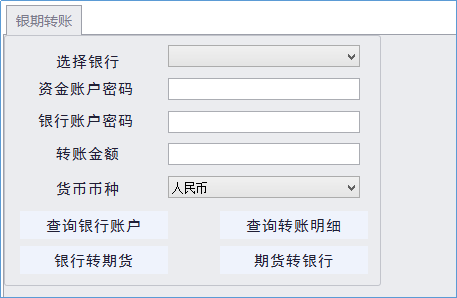 银期转账
选择银行
资金账户密码
银行账户密码
转账金额
货币币种 人民币
查询银行账户 查询转账明细
银行转期货 期货转银行